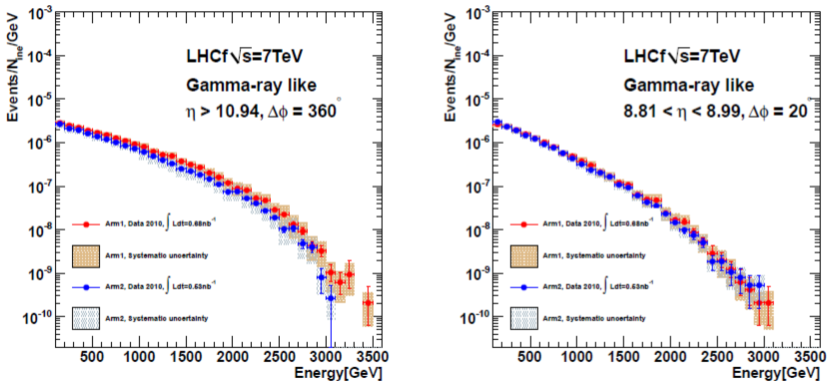 Events/N_ine/GeV
10^-3
10^-4
10^-5
10^-6
10^-7
10^-8
10^-9
10^-10
LHCf √s=7TeV
Gamma-ray like
η > 10.94, Δϕ = 360°
Arm1, Data 2010, ∫ Ldt=0.68nb^-1
Arm1, Systematic uncertainty
Arm2, Data 2010, ∫ Ldt=0.53nb^-1
Arm2, Systematic uncertainty
500 1000 1500 2000 2500 3000 3500
Energy[GeV]
Events/N_ine/GeV
10^-3
10^-4
10^-5
10^-6
10^-7
10^-8
10^-9
10^-10
LHCf √s=7TeV
Gamma-ray like
8.81 < η < 8.99, Δϕ = 20°
Arm1, Data 2010, ∫ Ldt=0.68nb^-1
Arm1, Systematic uncertainty
Arm2, Data 2010, ∫ Ldt=0.53nb^-1
Arm2, Systematic uncertainty
500 1000 1500 2000 2500 3000 3500
Energy[GeV]